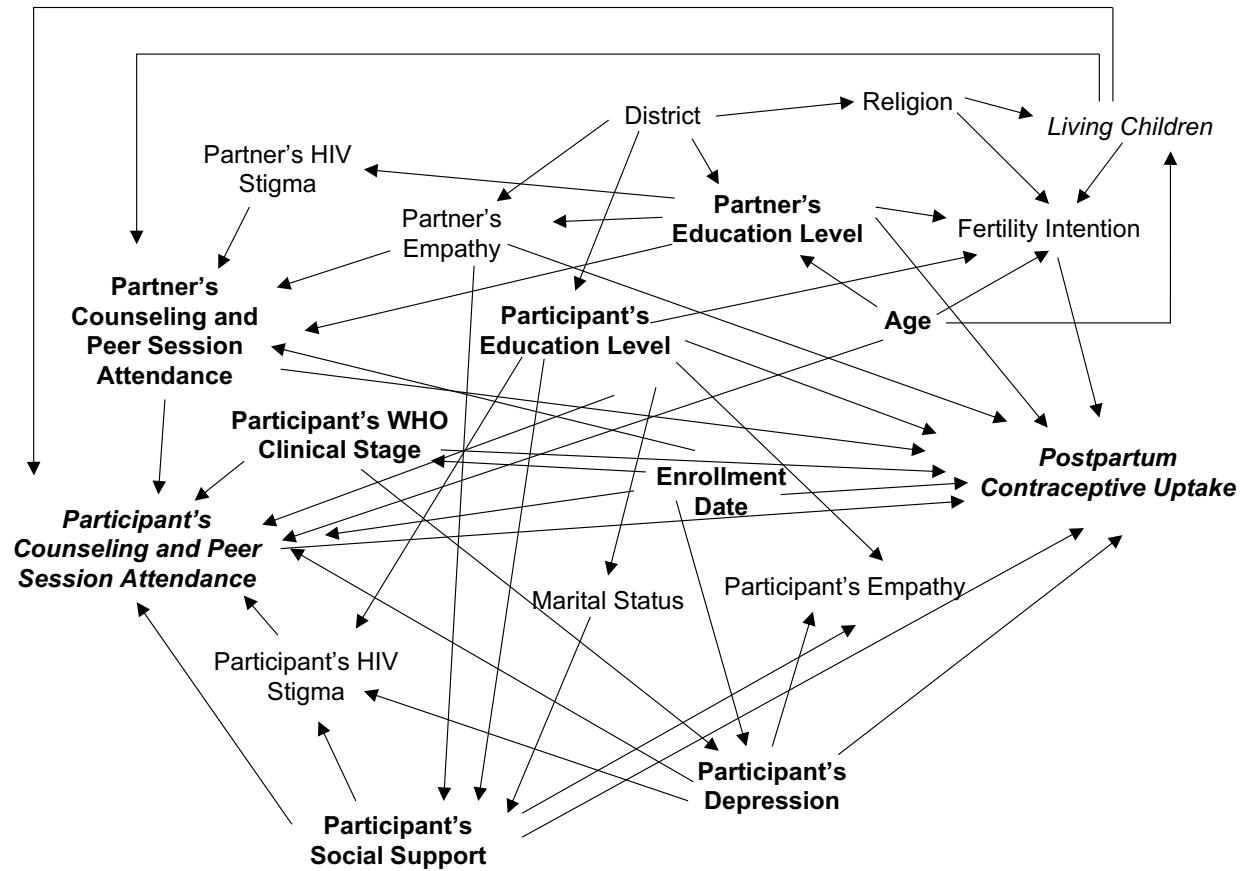 District
Religion
Living Children
Partner's HIV
Stigma
Partner's
Empathy
Partner's
Education Level
Fertility Intention
Partner's
Counseling and
Peer Session
Attendance
Participant's
Education Level
Age
Participant's WHO
Clinical Stage
Enrollment
Date
Postpartum
Contraceptive Uptake
Participant's
Counseling and Peer
Session Attendance
Marital Status
Participant's Empathy
Participant's HIV
Stigma
Participant's
Depression
Participant's
Social Support